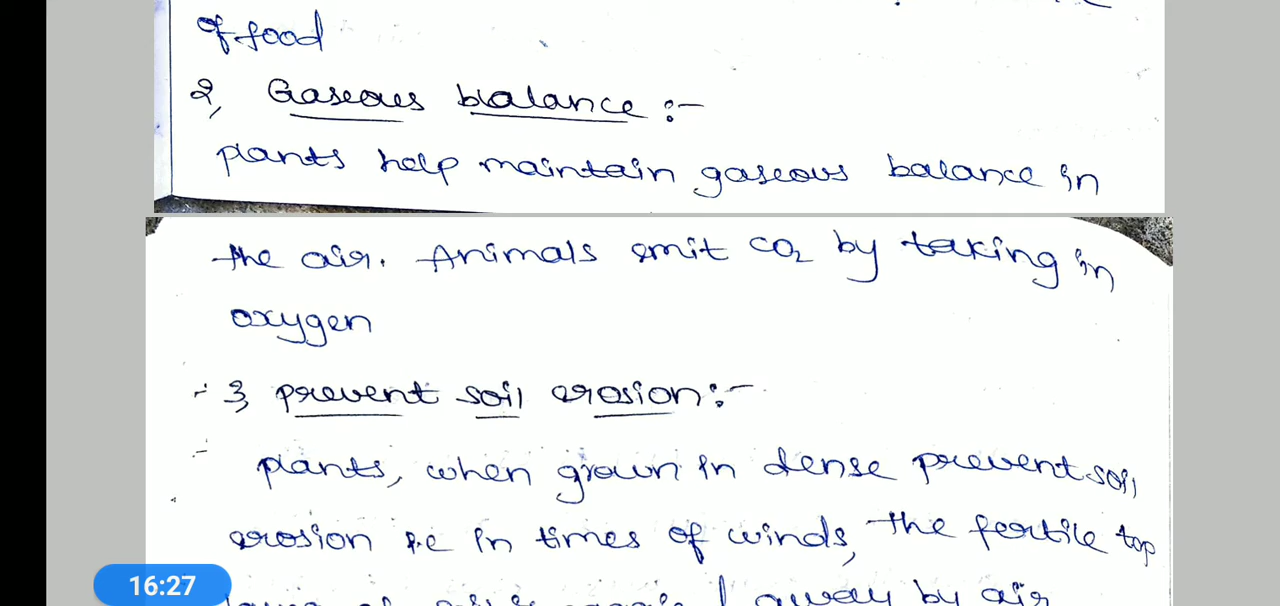 of food
2, Gaseous balance :-
plants help maintain gaseous balance in
the air. Animals emit CO2 by taking in
oxygen
3, prevent soil erosion:-
plants, when grown in dense prevent soil
erosion i.e in times of winds, the fertile top
away by air
16:27